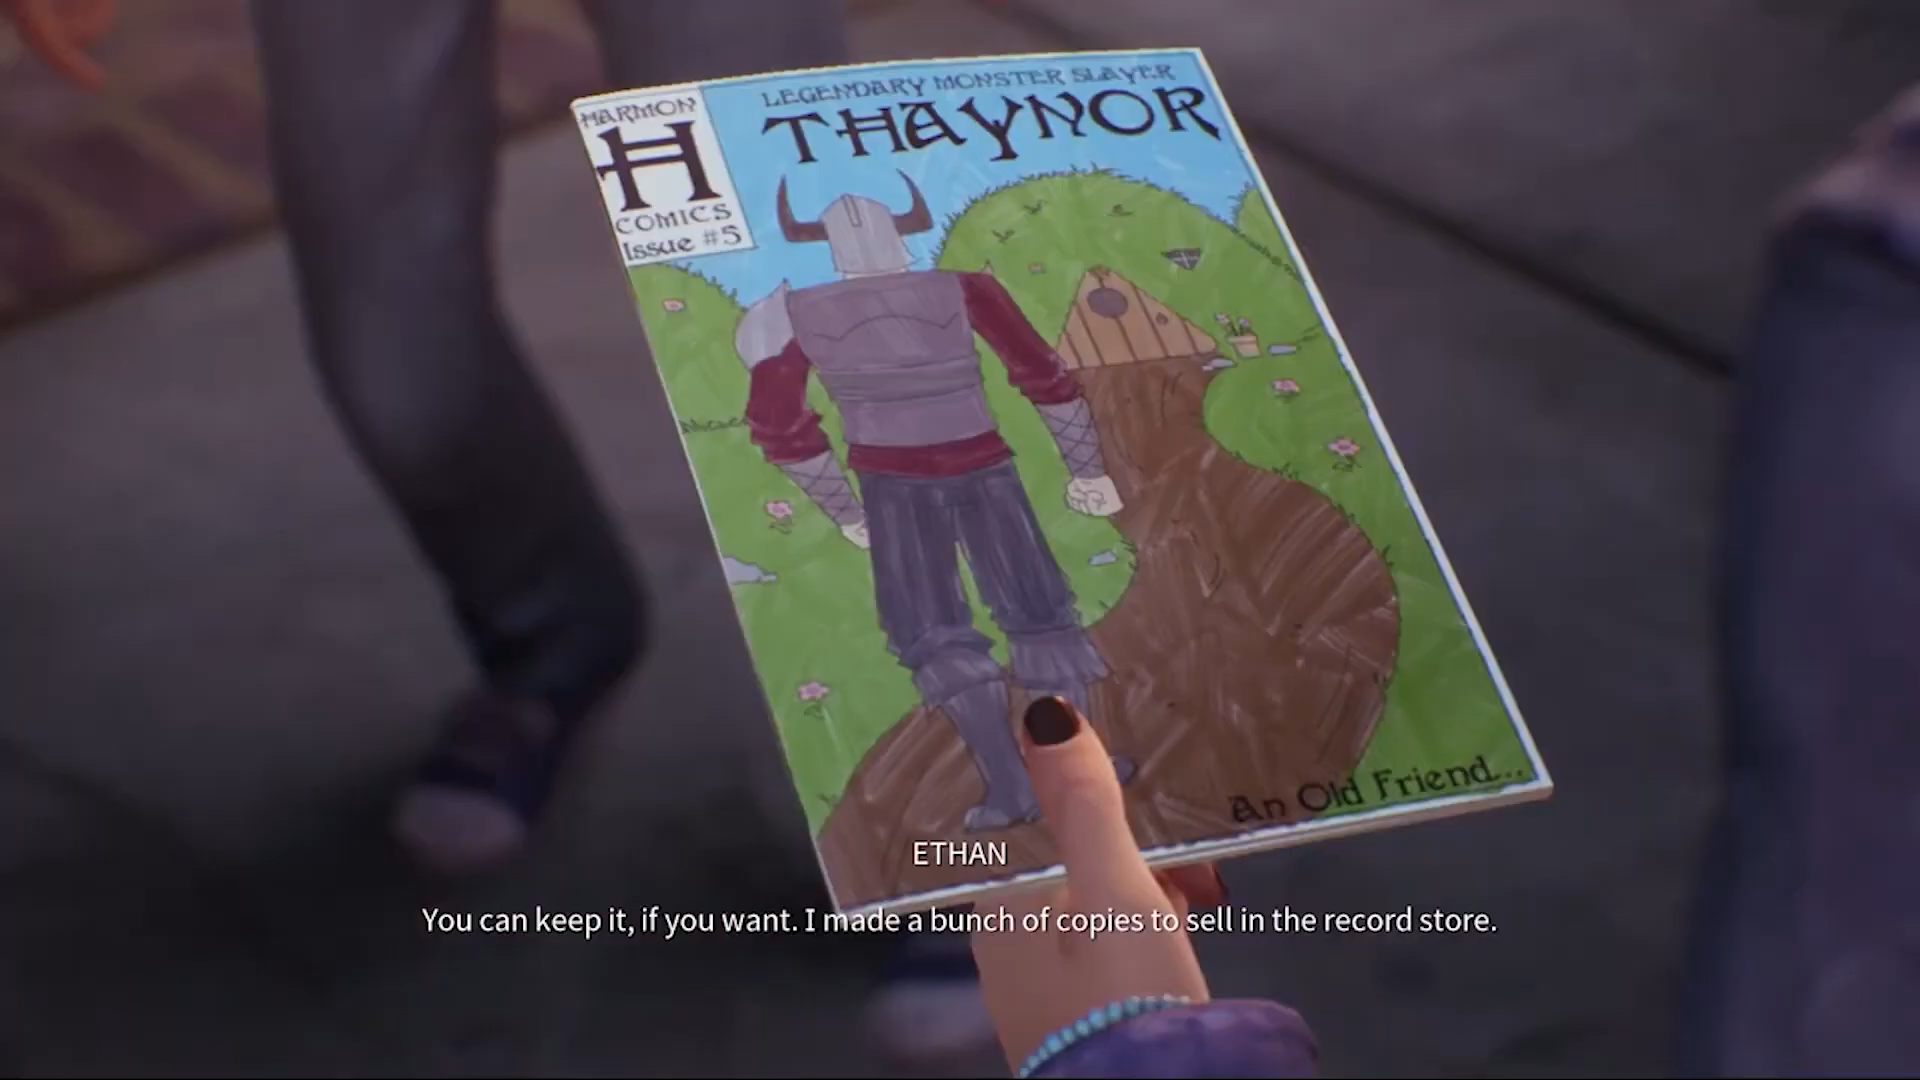 HARMON
H
COMICS
Issue #5
LEGENDARY MONSTER SLAYER
THAYNOR
An Old Friend...
ETHAN
You can keep it, if you want. I made a bunch of copies to sell in the record store.